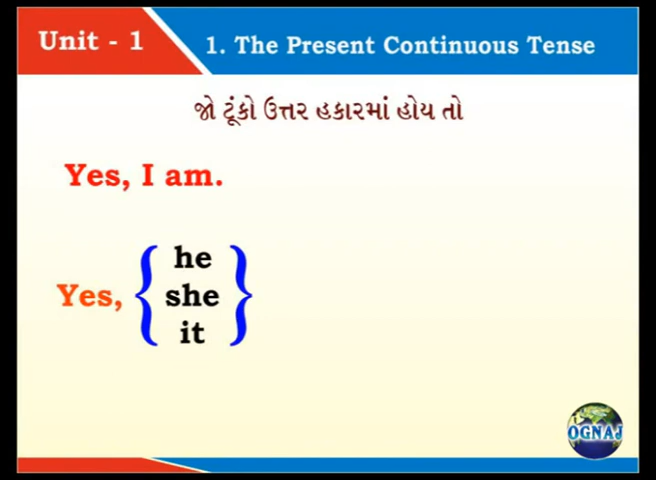 Unit - 1
1. The Present Continuous Tense
જો ટૂંકો ઉત્તર હકારમાં હોય તો
Yes, I am.
he
Yes, { she }
it
OGNAJ